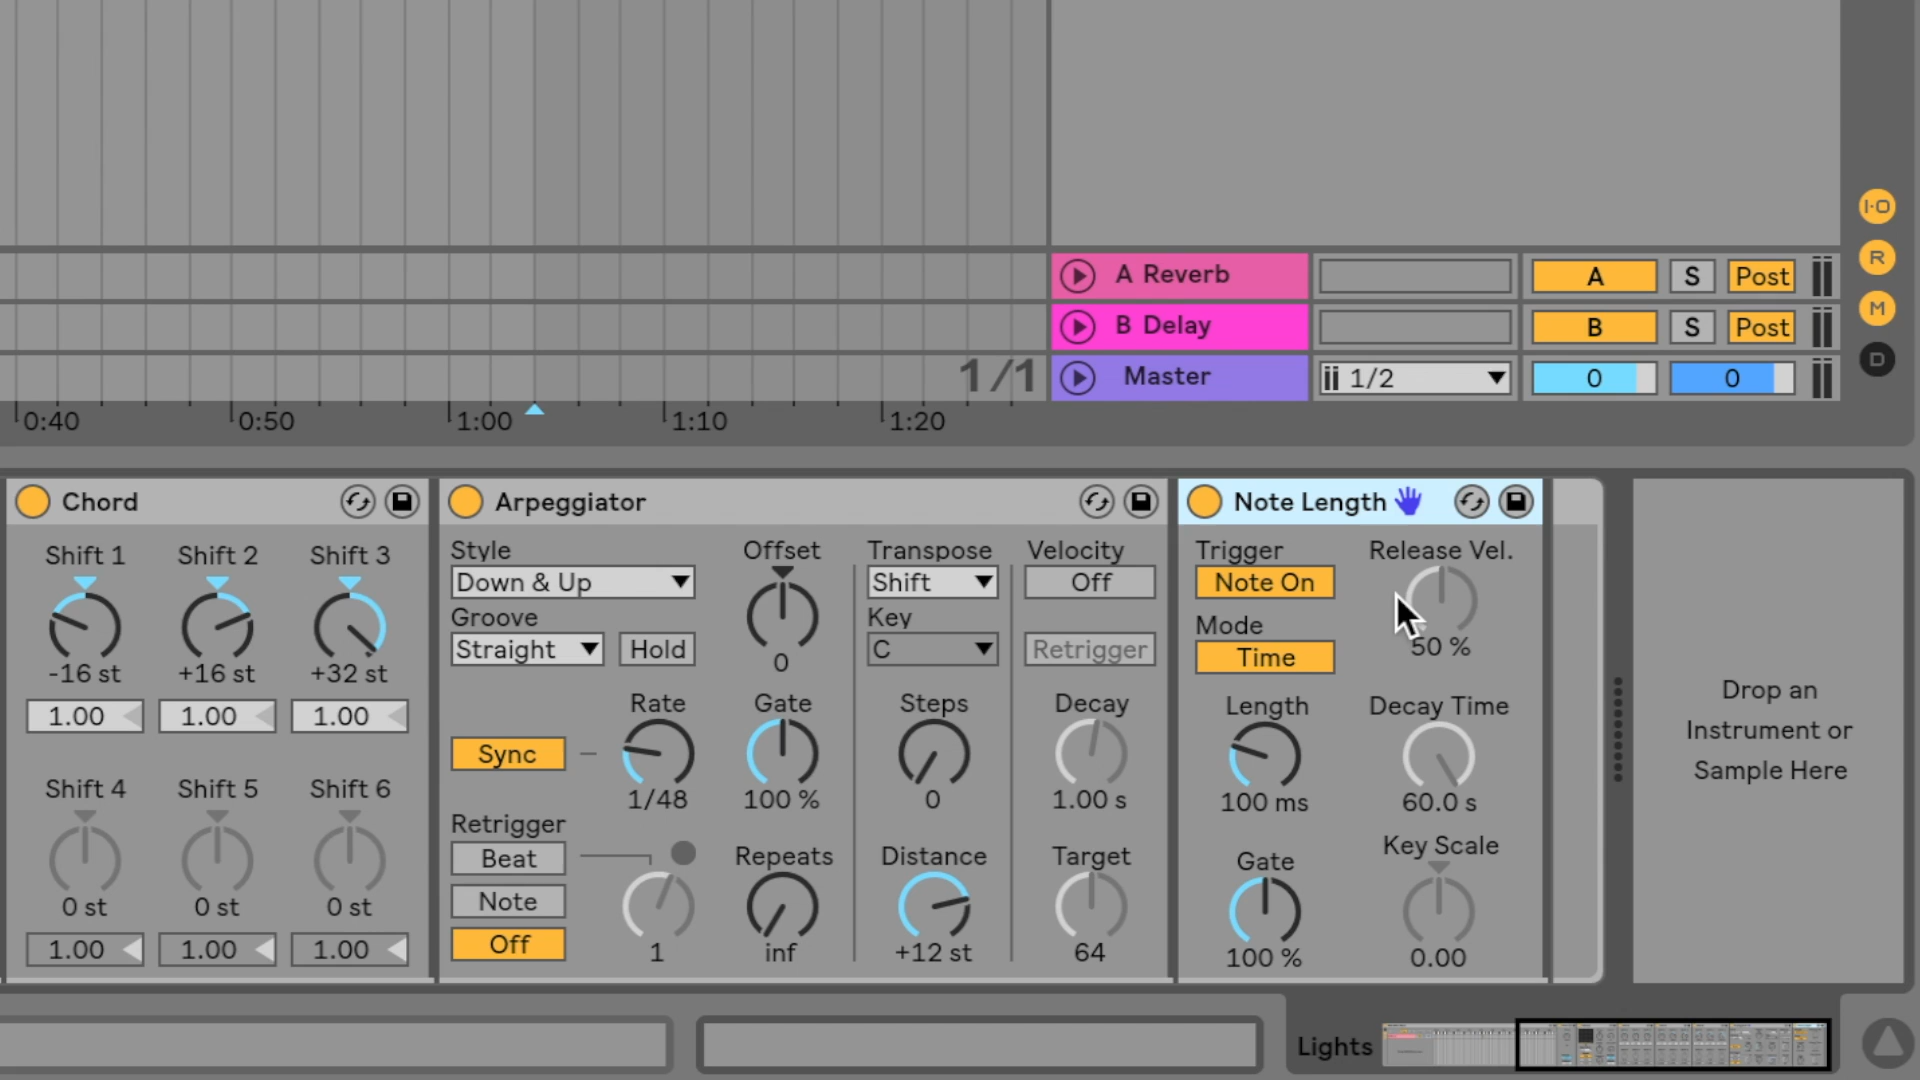 I·O
A Reverb
A S Post
R
B Delay
B S Post
M
1/1
Master
1/2
0 0
D
0:40 0:50 1:00 1:10 1:20
Chord
Shift 1 Shift 2 Shift 3
-16 st +16 st +32 st
1.00 1.00 1.00
Shift 4 Shift 5 Shift 6
0 st 0 st 0 st
1.00 1.00 1.00
Arpeggiator
Style
Down & Up
Groove
Straight Hold
Offset
0
Sync
Rate
1/48
Gate
100 %
Retrigger
Beat
Note
Off
1
Repeats
inf
Transpose
Shift
Key
C
Steps
0
Distance
+12 st
Velocity
Off
Retrigger
Decay
1.00 s
Target
64
Note Length
Trigger
Note On
Mode
Time
Release Vel.
50 %
Length
100 ms
Decay Time
60.0 s
Gate
100 %
Key Scale
0.00
Drop an
Instrument or
Sample Here
Lights